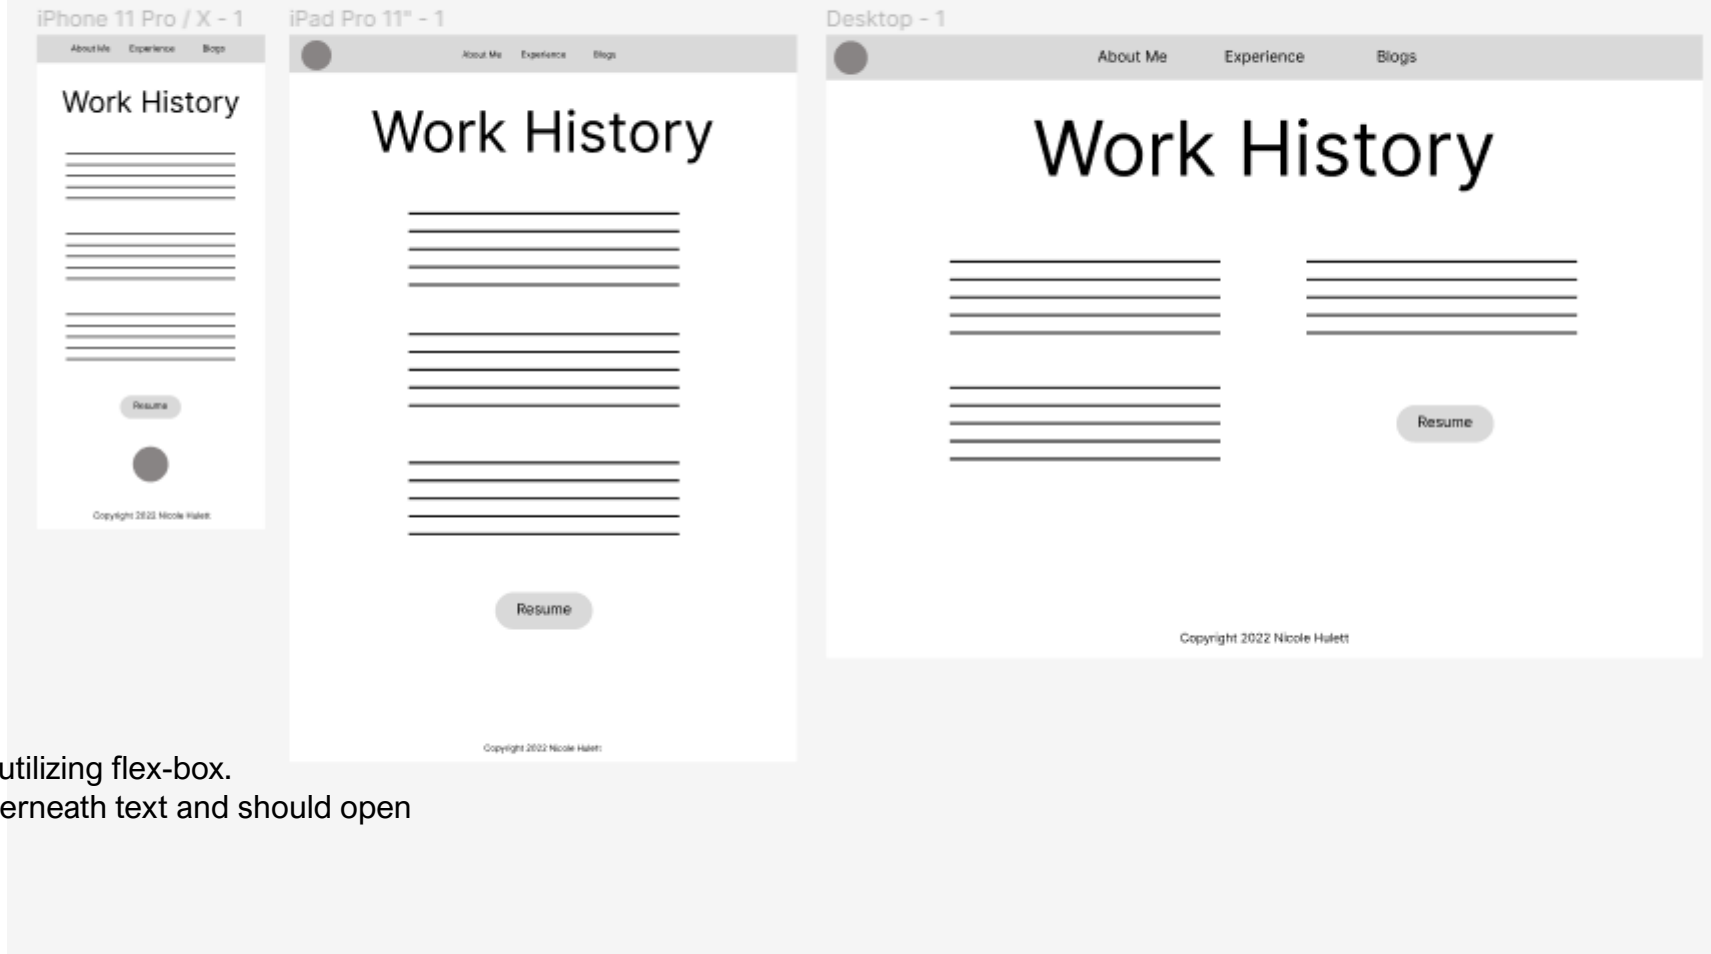 iPhone 11 Pro / X - 1
About Me Experience Blogs
Work History
Resume
Copyright 2022 Nicole Hulett
iPad Pro 11" - 1
About Me Experience Blogs
Work History
Resume
Copyright 2022 Nicole Hulett
Desktop - 1
About Me Experience Blogs
Work History
Resume
Copyright 2022 Nicole Hulett
utilizing flex-box.
erneath text and should open